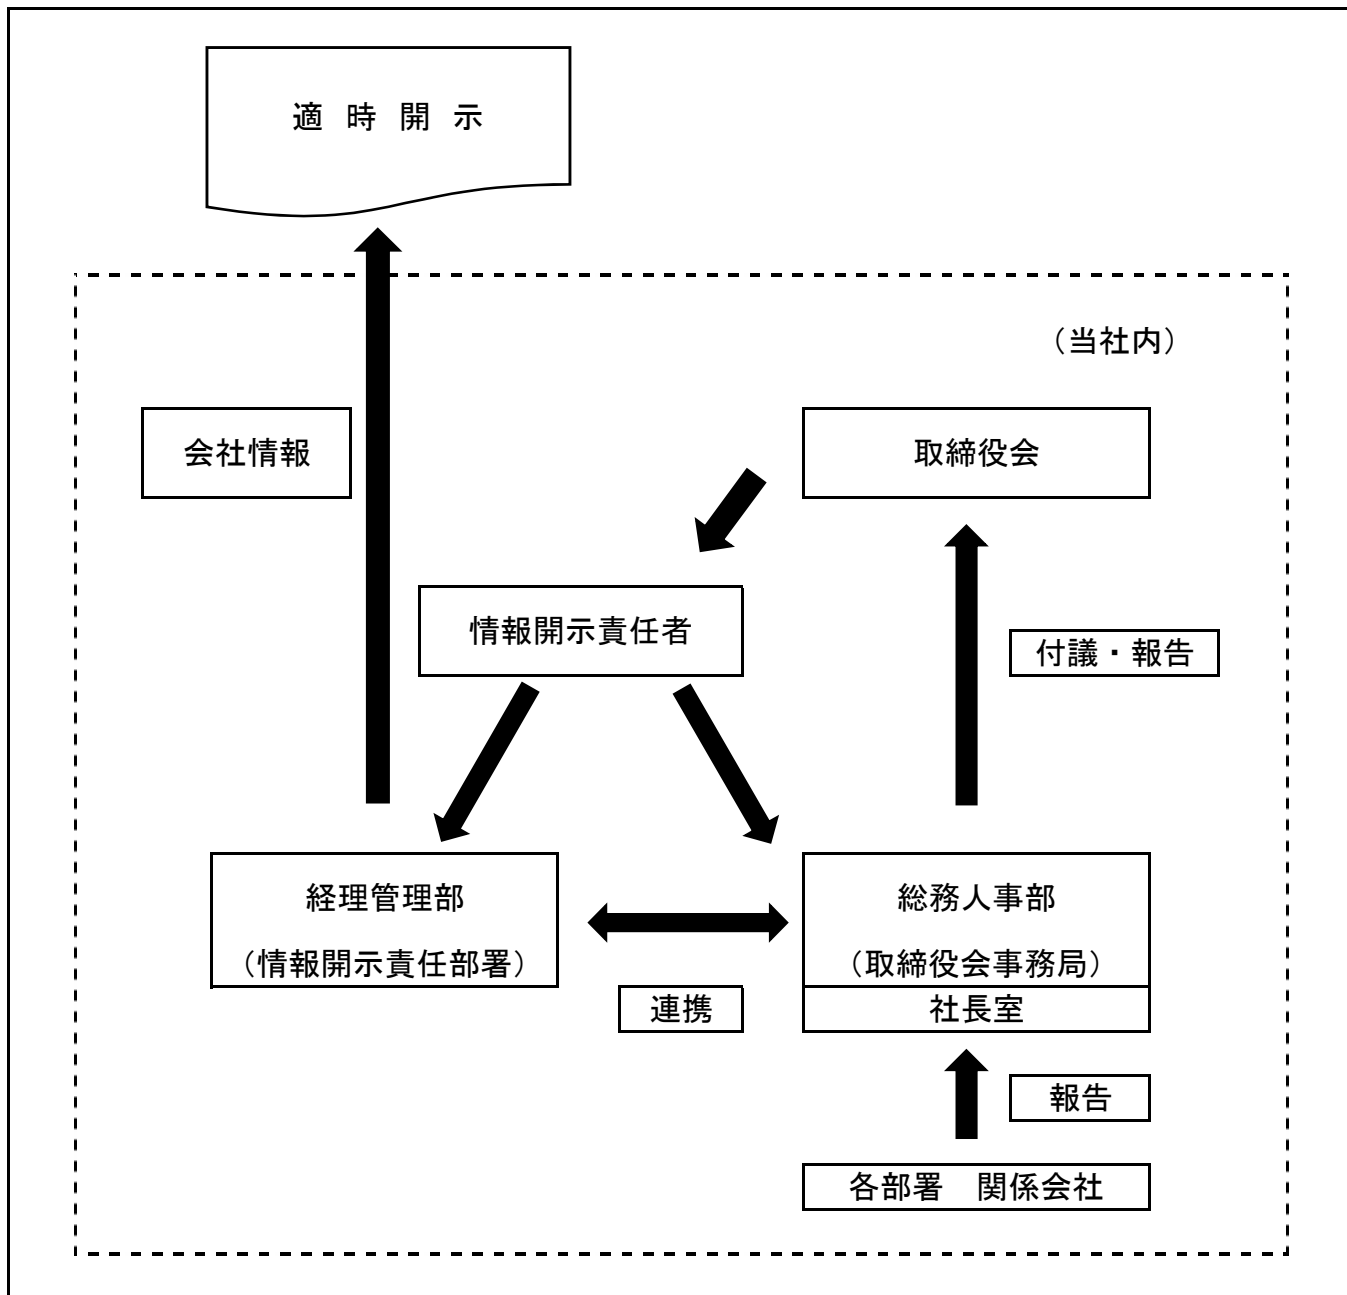 適 時 開 示
（当社内）
会社情報
取締役会
情報開示責任者
付議・報告
経理管理部
（情報開示責任部署）
総務人事部
（取締役会事務局）
連携
社長室
報告
各部署　関係会社